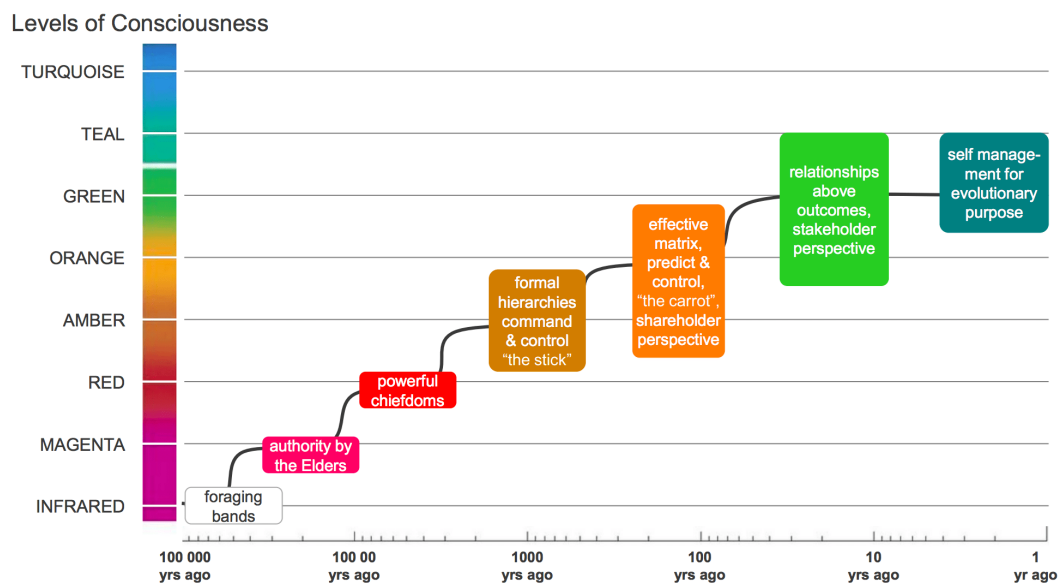 Levels of Consciousness
TURQUOISE
TEAL
GREEN
ORANGE
AMBER
RED
MAGENTA
INFRARED
foraging
bands
authority by
the Elders
powerful
chiefdoms
formal
hierarchies
command
& control
“the stick”
effective
matrix,
predict &
control,
“the carrot”,
shareholder
perspective
relationships
above
outcomes,
stakeholder
perspective
self manage-
ment for
evolutionary
purpose
100 000
yrs ago
100 000
yrs ago
1000
yrs ago
100
yrs ago
10
yrs ago
1
yr ago